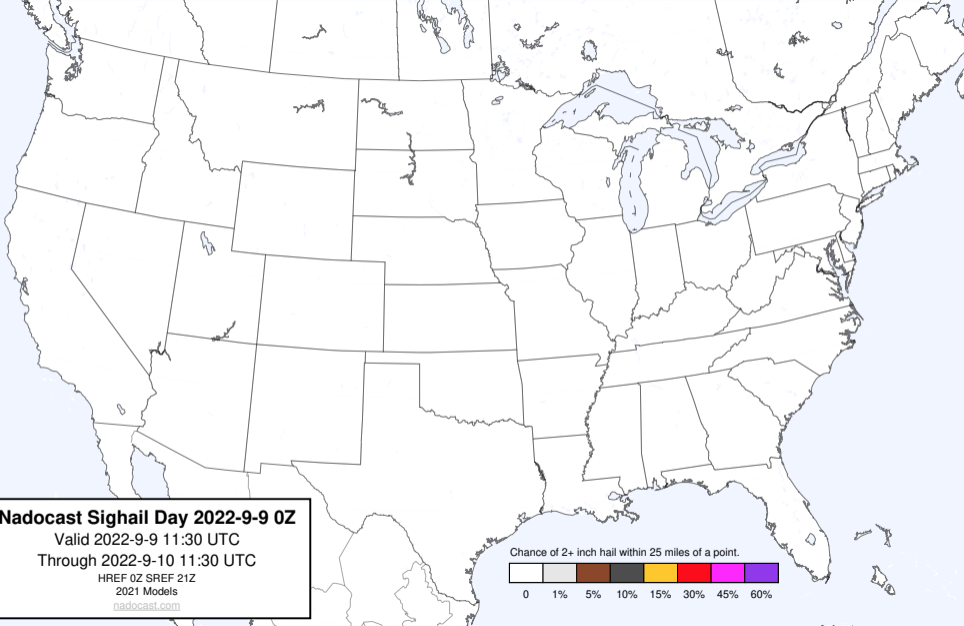 Nadocast Sighail Day 2022-9-9 0Z
Valid 2022-9-9 11:30 UTC
Through 2022-9-10 11:30 UTC
HREF 0Z SREF 21Z
2021 Models
nadocast.com
Chance of 2+ inch hail within 25 miles of a point.
0 1% 5% 10% 15% 30% 45% 60%